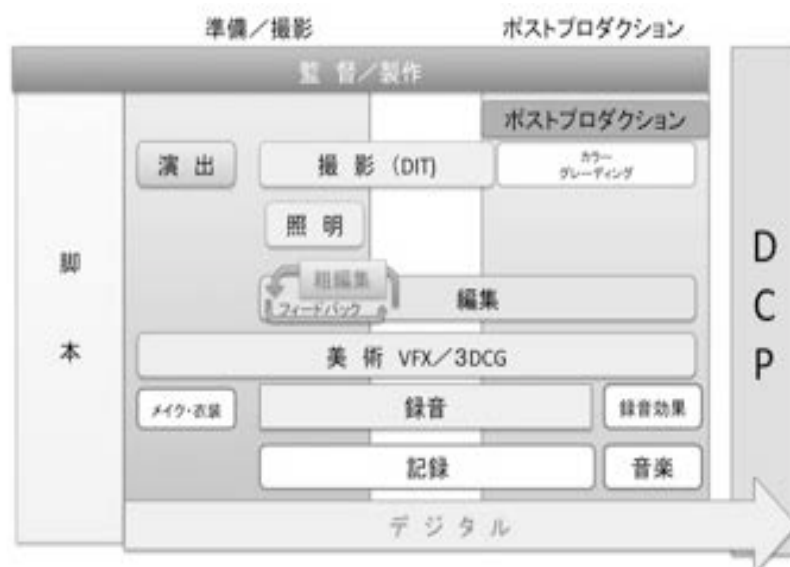 準備／撮影
ポストプロダクション
監督／製作
ポストプロダクション
演出
撮影（DIT)
カラー
グレーディング
照明
脚本
粗編集
フィードバック
編集
美術 VFX／3DCG
メイク・衣装
録音
録音効果
記録
音楽
デジタル
DCP